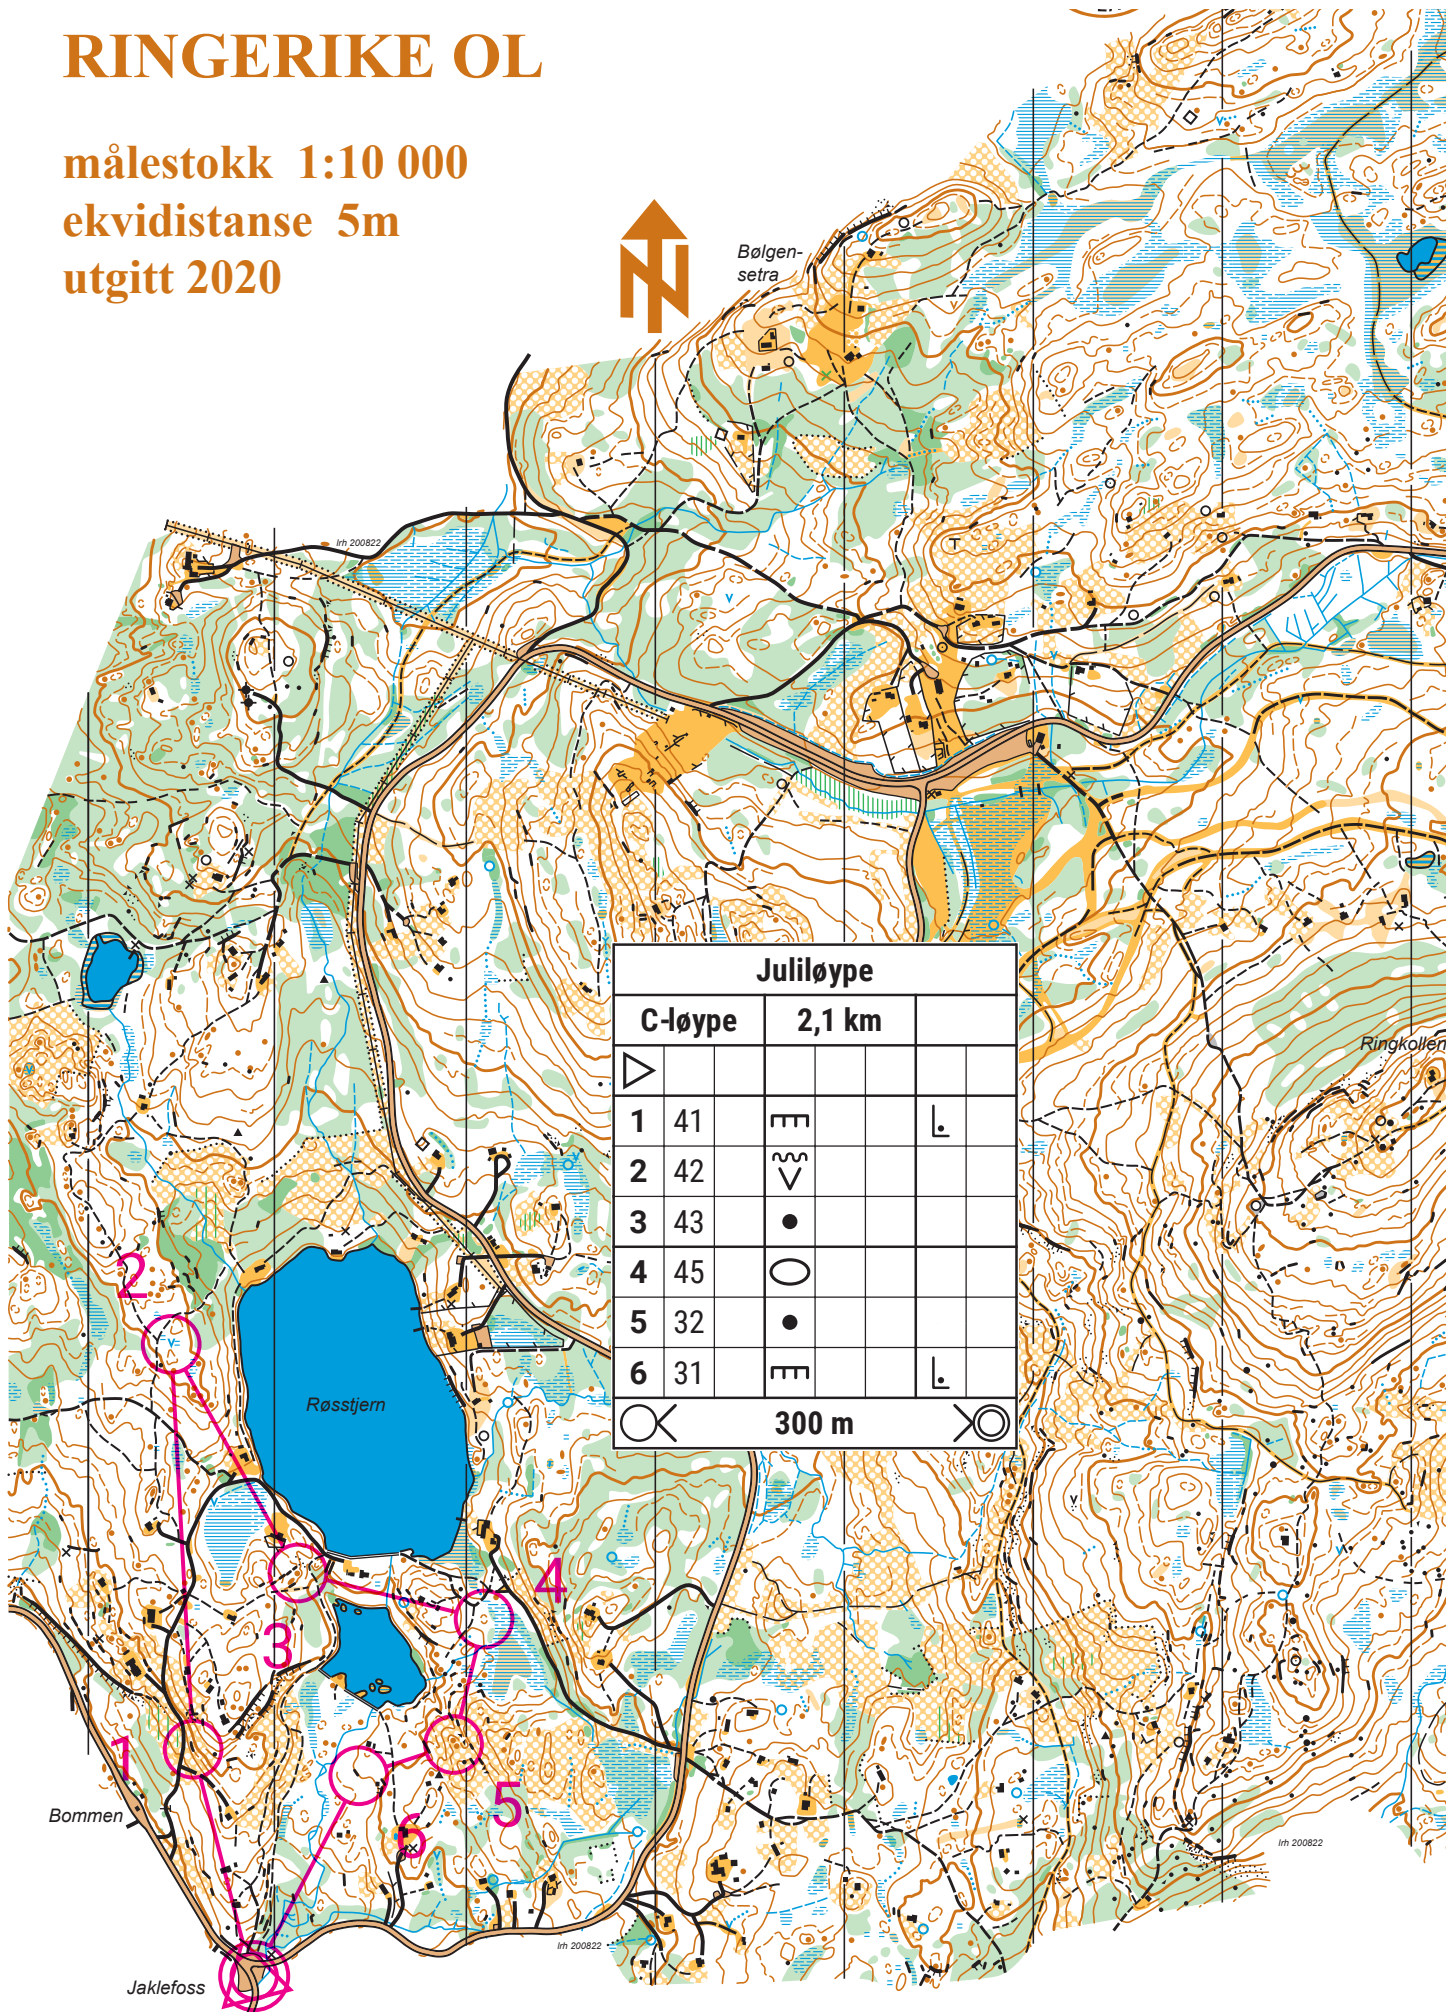 RINGERIKE OL
målestokk 1:10 000
ekvidistanse 5m
utgitt 2020
N
Bølgen-
setra
lrh 200822
Juliløype
C-løype 2,1 km
1 41
2 42
3 43
4 45
5 32
6 31
300 m
Ringkollen
2
Røsstjern
4
3
1
5
6
Bommen
lrh 200822
lrh 200822
Jaklefoss